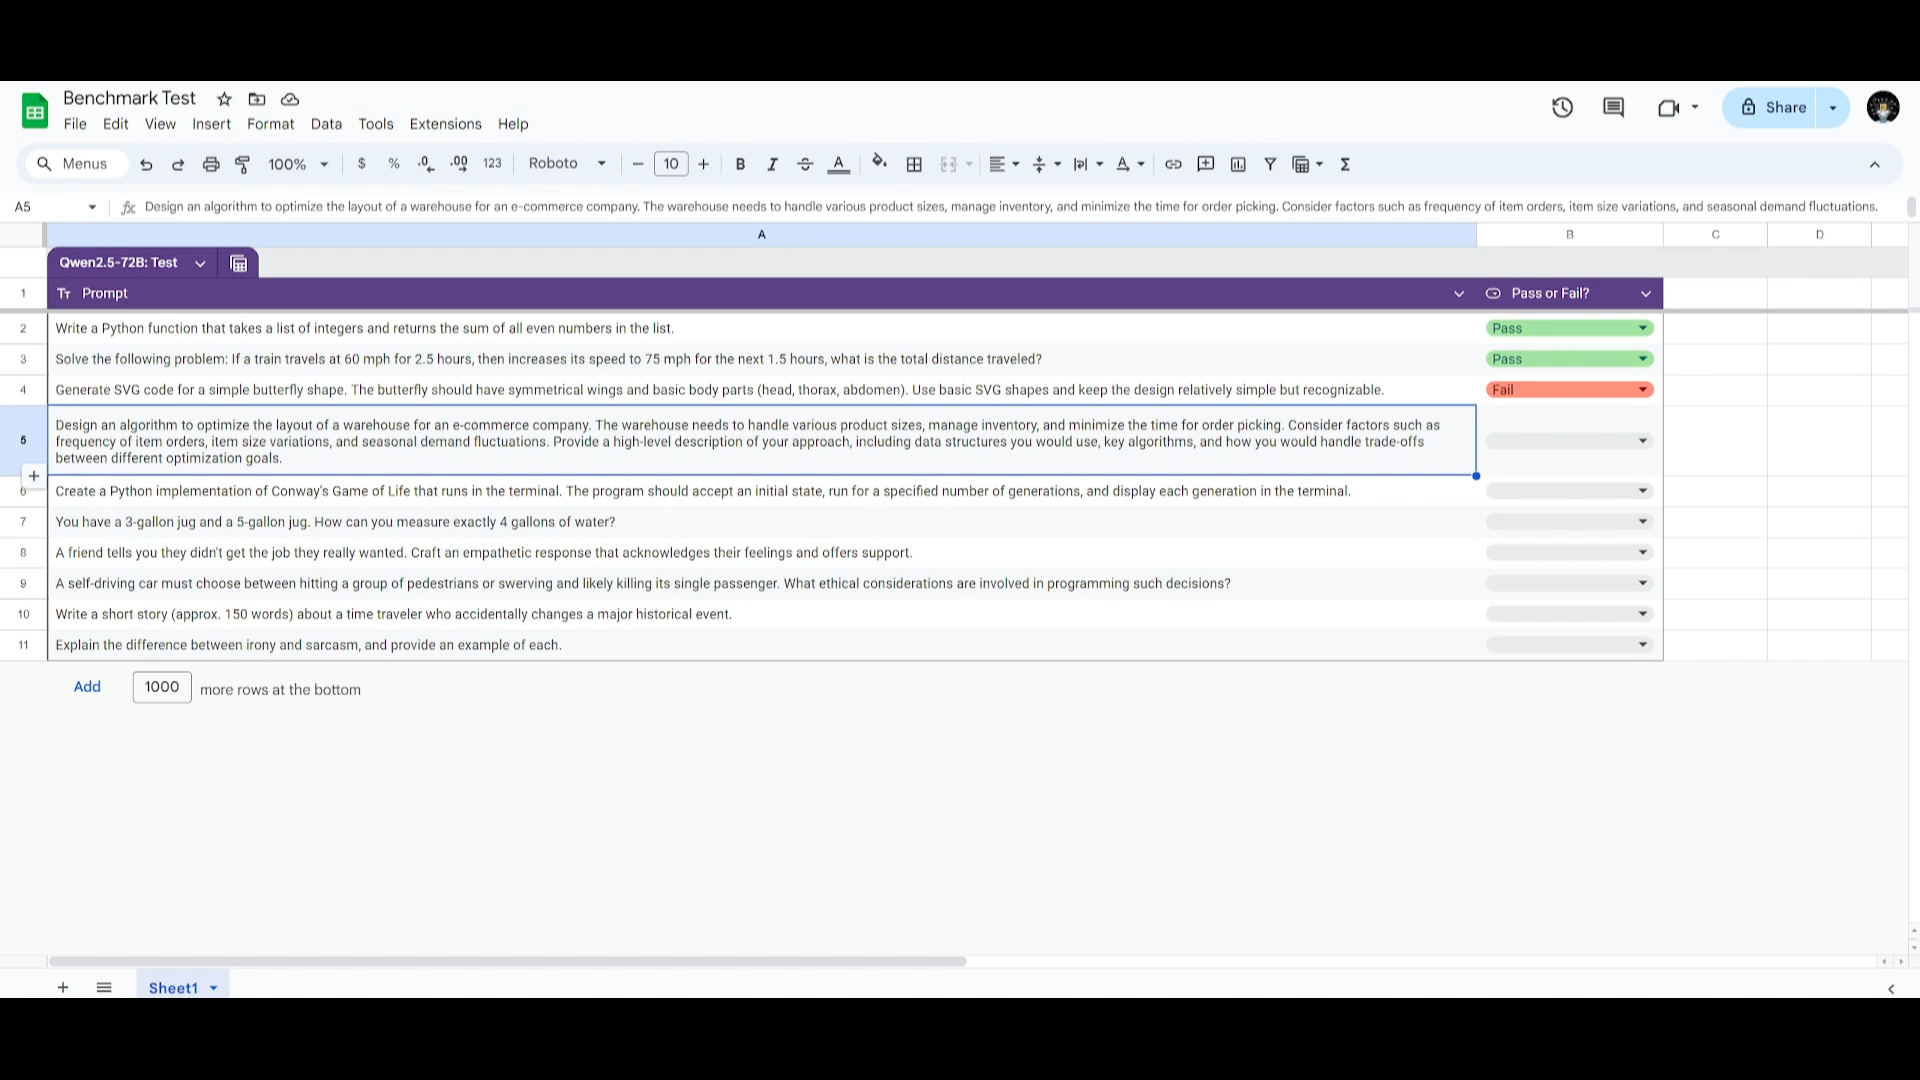 Benchmark Test
File Edit View Insert Format Data Tools Extensions Help
Share
Menus 100% $ % .0 .00 123 Roboto 10 B I A
A5 fx Design an algorithm to optimize the layout of a warehouse for an e-commerce company. The warehouse needs to handle various product sizes, manage inventory, and minimize the time for order picking. Consider factors such as frequency of item orders, item size variations, and seasonal demand fluctuations.
A B C D
Qwen2.5-72B: Test
1 Tт Prompt Pass or Fail?
2 Write a Python function that takes a list of integers and returns the sum of all even numbers in the list. Pass
3 Solve the following problem: If a train travels at 60 mph for 2.5 hours, then increases its speed to 75 mph for the next 1.5 hours, what is the total distance traveled? Pass
4 Generate SVG code for a simple butterfly shape. The butterfly should have symmetrical wings and basic body parts (head, thorax, abdomen). Use basic SVG shapes and keep the design relatively simple but recognizable. Fail
Design an algorithm to optimize the layout of a warehouse for an e-commerce company. The warehouse needs to handle various product sizes, manage inventory, and minimize the time for order picking. Consider factors such as
5 frequency of item orders, item size variations, and seasonal demand fluctuations. Provide a high-level description of your approach, including data structures you would use, key algorithms, and how you would handle trade-offs
between different optimization goals.
6 Create a Python implementation of Conway's Game of Life that runs in the terminal. The program should accept an initial state, run for a specified number of generations, and display each generation in the terminal.
7 You have a 3-gallon jug and a 5-gallon jug. How can you measure exactly 4 gallons of water?
8 A friend tells you they didn't get the job they really wanted. Craft an empathetic response that acknowledges their feelings and offers support.
9 A self-driving car must choose between hitting a group of pedestrians or swerving and likely killing its single passenger. What ethical considerations are involved in programming such decisions?
10 Write a short story (approx. 150 words) about a time traveler who accidentally changes a major historical event.
11 Explain the difference between irony and sarcasm, and provide an example of each.
Add 1000 more rows at the bottom
Sheet1